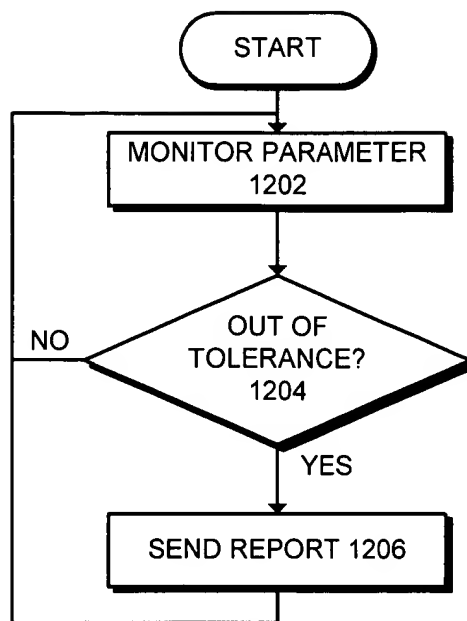 START
MONITOR PARAMETER
1202
OUT OF
TOLERANCE?
1204
NO
YES
SEND REPORT 1206